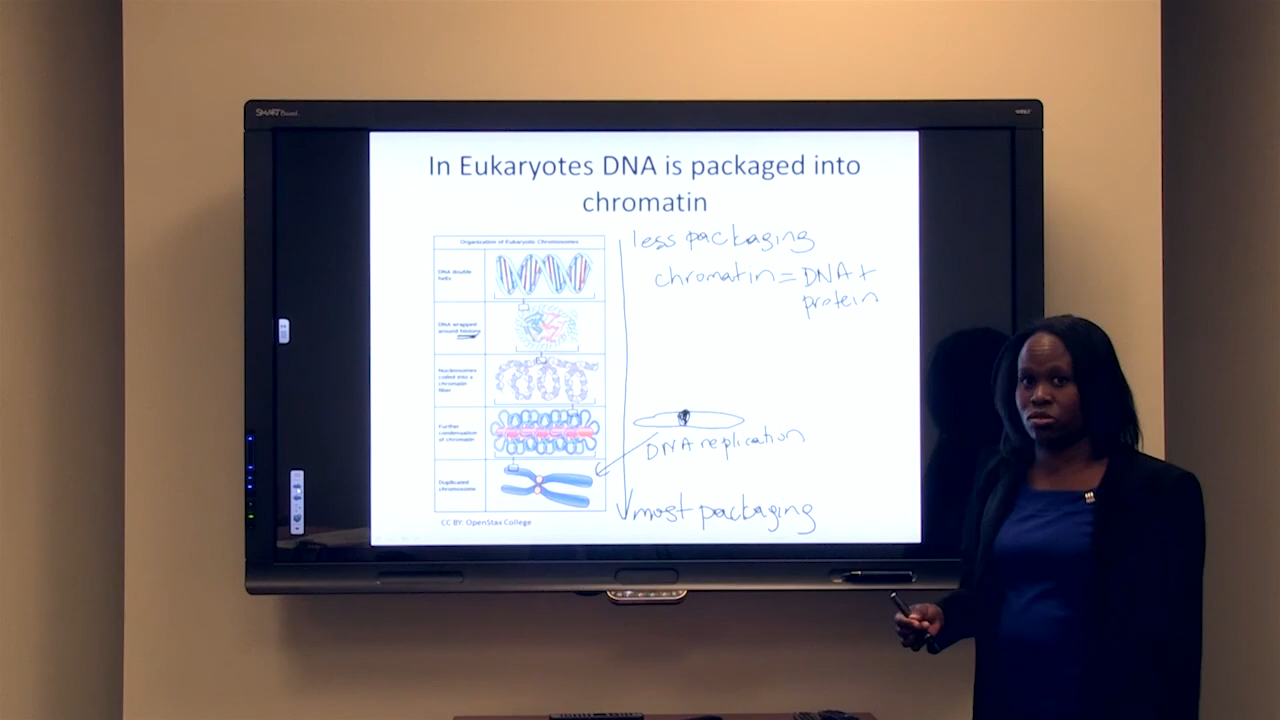 SMART Board
In Eukaryotes DNA is packaged into
chromatin
Organization of Eukaryotic Chromosomes
DNA double
helix
DNA wrapped
around histone
Nucleosomes
coiled into a
chromatin
fiber
Further
condensation
of chromatin
Duplicated
chromosome
CC BY: OpenStax College
less packaging
chromatin = DNA +
protein
DNA replication
most packaging